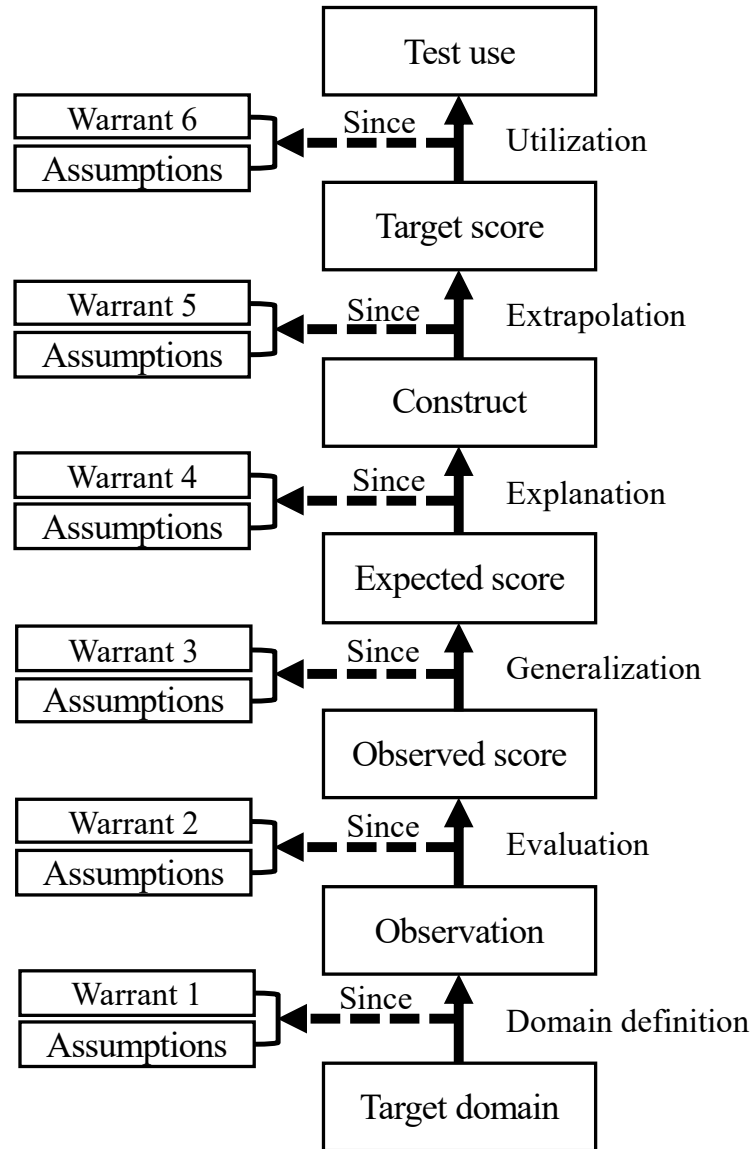 Test use
Warrant 6
Assumptions
Since
Utilization
Target score
Warrant 5
Assumptions
Since
Extrapolation
Construct
Warrant 4
Assumptions
Since
Explanation
Expected score
Warrant 3
Assumptions
Since
Generalization
Observed score
Warrant 2
Assumptions
Since
Evaluation
Observation
Warrant 1
Assumptions
Since
Domain definition
Target domain